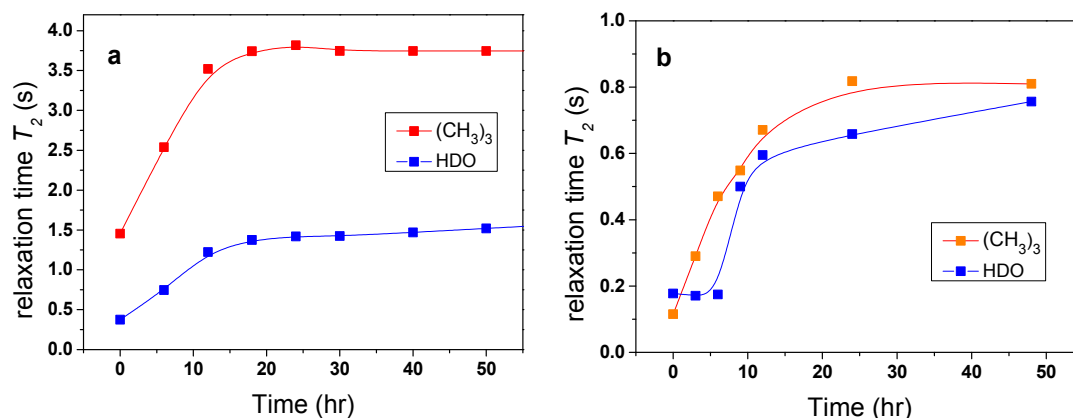 a
relaxation time T₂ (s)
4.0
3.5
3.0
2.5
2.0
1.5
1.0
0.5
0.0
(CH₃)₃
HDO
0 10 20 30 40 50
Time (hr)
b
relaxation time T₂ (s)
1.0
0.8
0.6
0.4
0.2
0.0
(CH₃)₃
HDO
0 10 20 30 40 50
Time (hr)